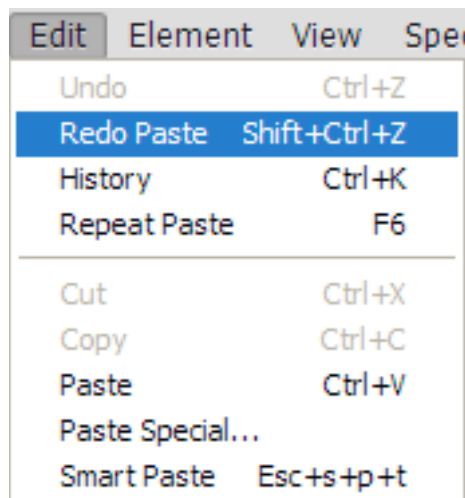 Edit Element View Spe
Undo Ctrl+Z
Redo Paste Shift+Ctrl+Z
History Ctrl+K
Repeat Paste F6
Cut Ctrl+X
Copy Ctrl+C
Paste Ctrl+V
Paste Special...
Smart Paste Esc+s+p+t